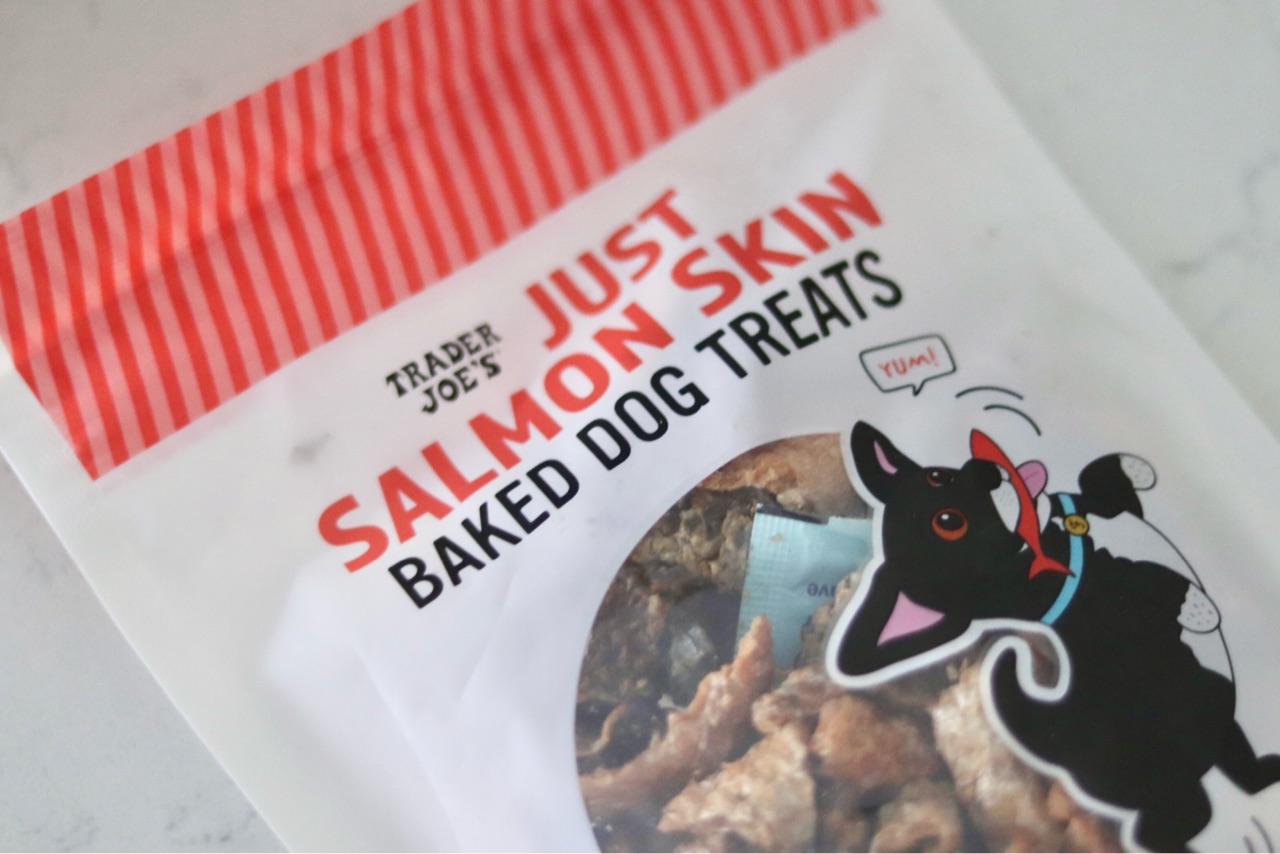 TRADER
JOE'S
JUST
SALMON SKIN
BAKED DOG TREATS
YUM!